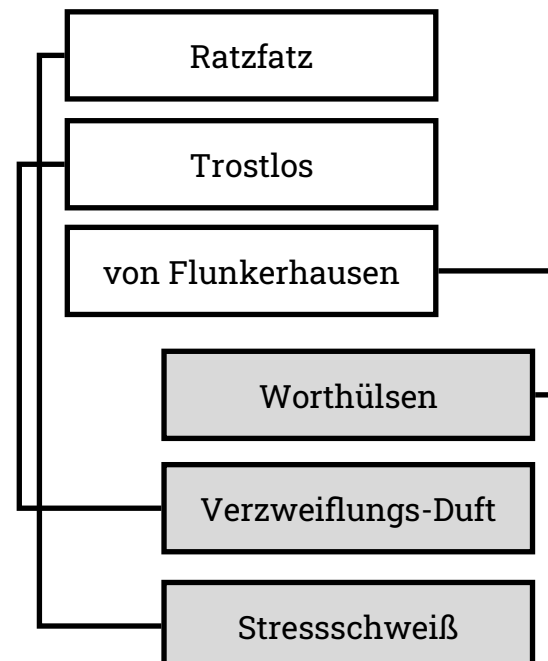 Ratzfatz
Trostlos
von Flunkerhausen
Worthülsen
Verzweiflungs-Duft
Stressschweiß